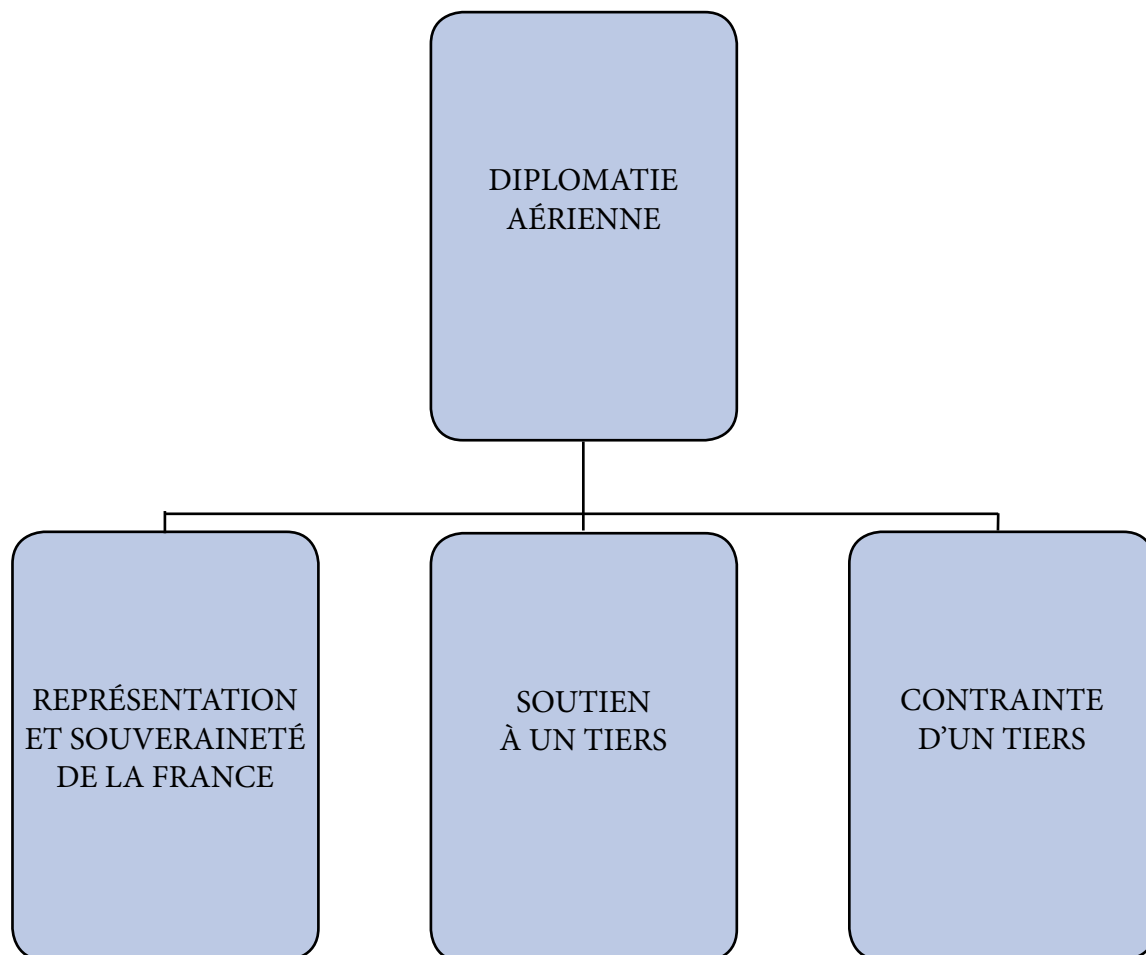 DIPLOMATIE
AÉRIENNE
REPRÉSENTATION
ET SOUVERAINETÉ
DE LA FRANCE
SOUTIEN
À UN TIERS
CONTRAINTE
D’UN TIERS